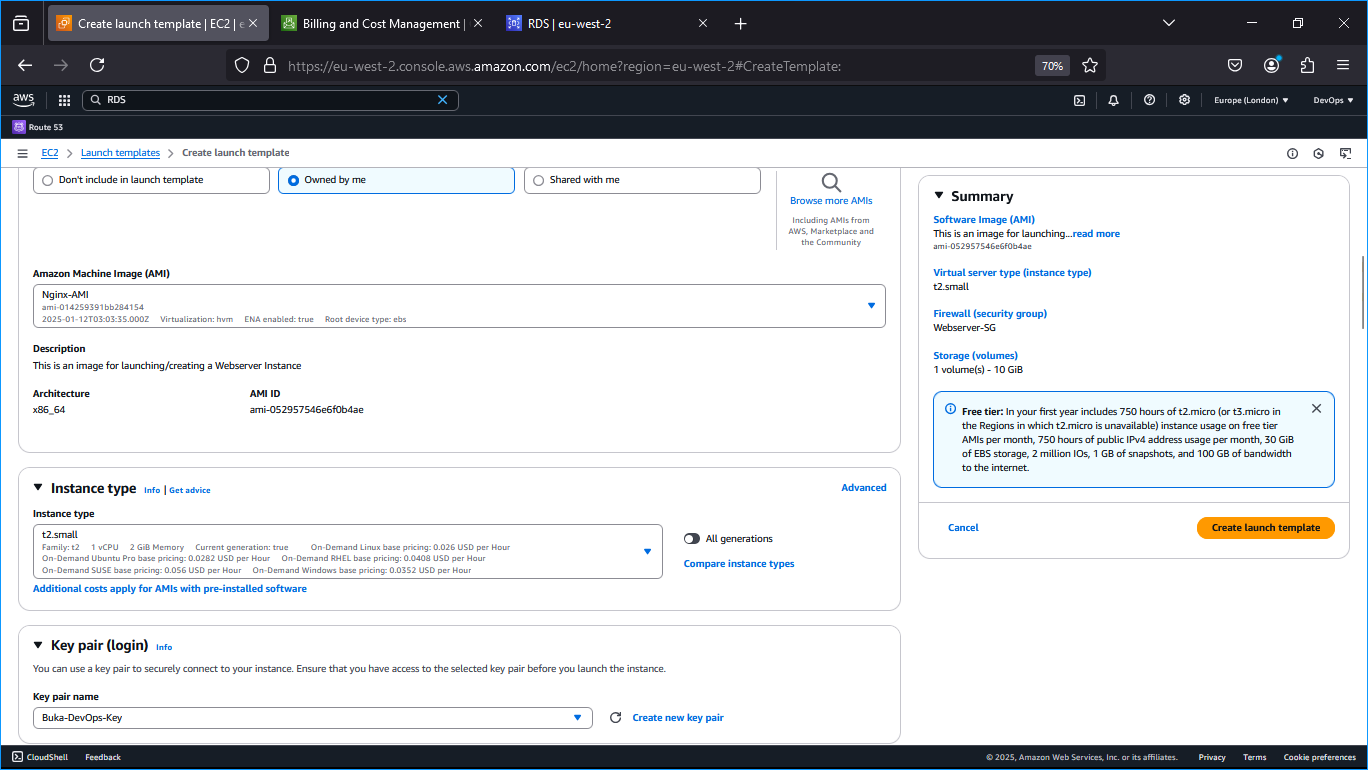 Create launch template | EC2 | e
Billing and Cost Management |
RDS | eu-west-2
https://eu-west-2.console.aws.amazon.com/ec2/home?region=eu-west-2#CreateTemplate:
70%
aws
RDS
Europe (London)
DevOps
Route 53
EC2
Launch templates
Create launch template
Don't include in launch template
Owned by me
Shared with me
Browse more AMIs
Including AMIs from
AWS, Marketplace and
the Community
Amazon Machine Image (AMI)
Nginx-AMI
ami-014259391bb284154
2025-01-12T03:03:35.000Z Virtualization: hvm ENA enabled: true Root device type: ebs
Description
This is an image for launching/creating a Webserver Instance
Architecture
x86_64
AMI ID
ami-052957546e6f0b4ae
Instance type Info | Get advice
Advanced
Instance type
t2.small
Family: t2 1 vCPU 2 GiB Memory Current generation: true On-Demand Linux base pricing: 0.026 USD per Hour
On-Demand Ubuntu Pro base pricing: 0.0282 USD per Hour On-Demand RHEL base pricing: 0.0408 USD per Hour
On-Demand SUSE base pricing: 0.056 USD per Hour On-Demand Windows base pricing: 0.0352 USD per Hour
All generations
Compare instance types
Additional costs apply for AMIs with pre-installed software
Key pair (login) Info
You can use a key pair to securely connect to your instance. Ensure that you have access to the selected key pair before you launch the instance.
Key pair name
Buka-DevOps-Key
Create new key pair
Summary
Software Image (AMI)
This is an image for launching...read more
ami-052957546e6f0b4ae
Virtual server type (instance type)
t2.small
Firewall (security group)
Webserver-SG
Storage (volumes)
1 volume(s) - 10 GiB
Free tier: In your first year includes 750 hours of t2.micro (or t3.micro in
the Regions in which t2.micro is unavailable) instance usage on free tier
AMIs per month, 750 hours of public IPv4 address usage per month, 30 GiB
of EBS storage, 2 million IOs, 1 GB of snapshots, and 100 GB of bandwidth
to the internet.
Cancel
Create launch template
CloudShell
Feedback
© 2025, Amazon Web Services, Inc. or its affiliates.
Privacy
Terms
Cookie preferences